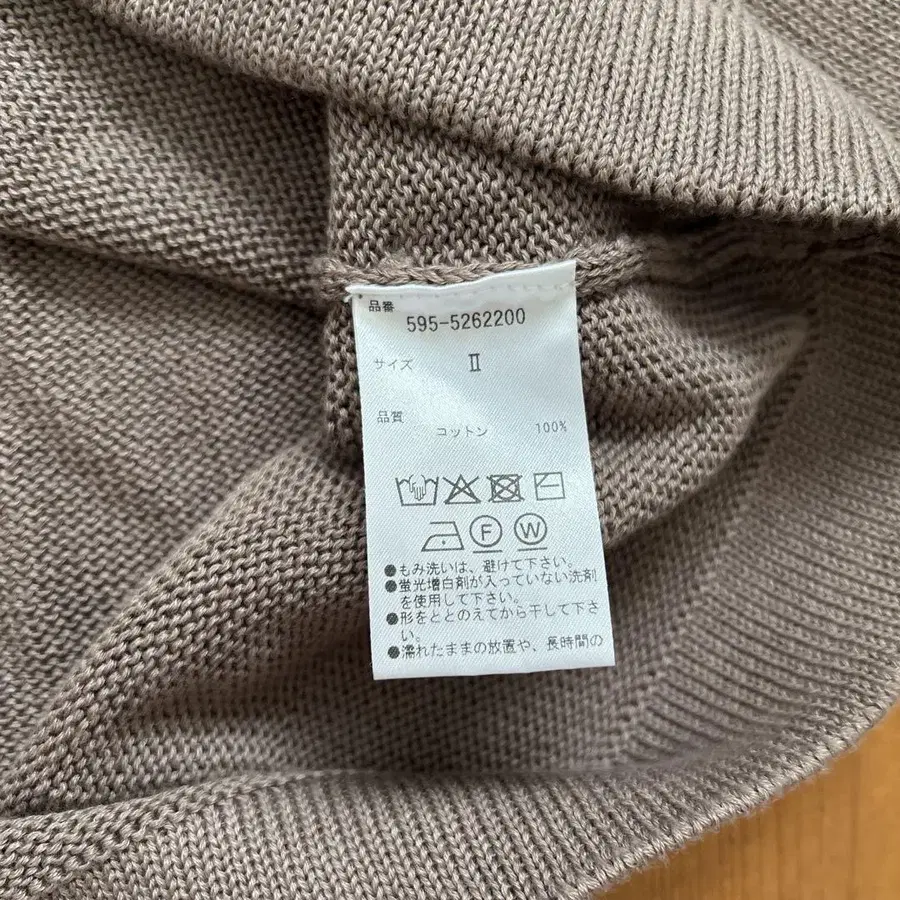 品番
595-5262200
サイズ Ⅱ
品質
コットン 100%
F W
●もみ洗いは、避けて下さい。
●蛍光増白剤が入っていない洗剤
を使用して下さい。
●形をととのえてから干して下さ
い。
●濡れたままの放置や、長時間の